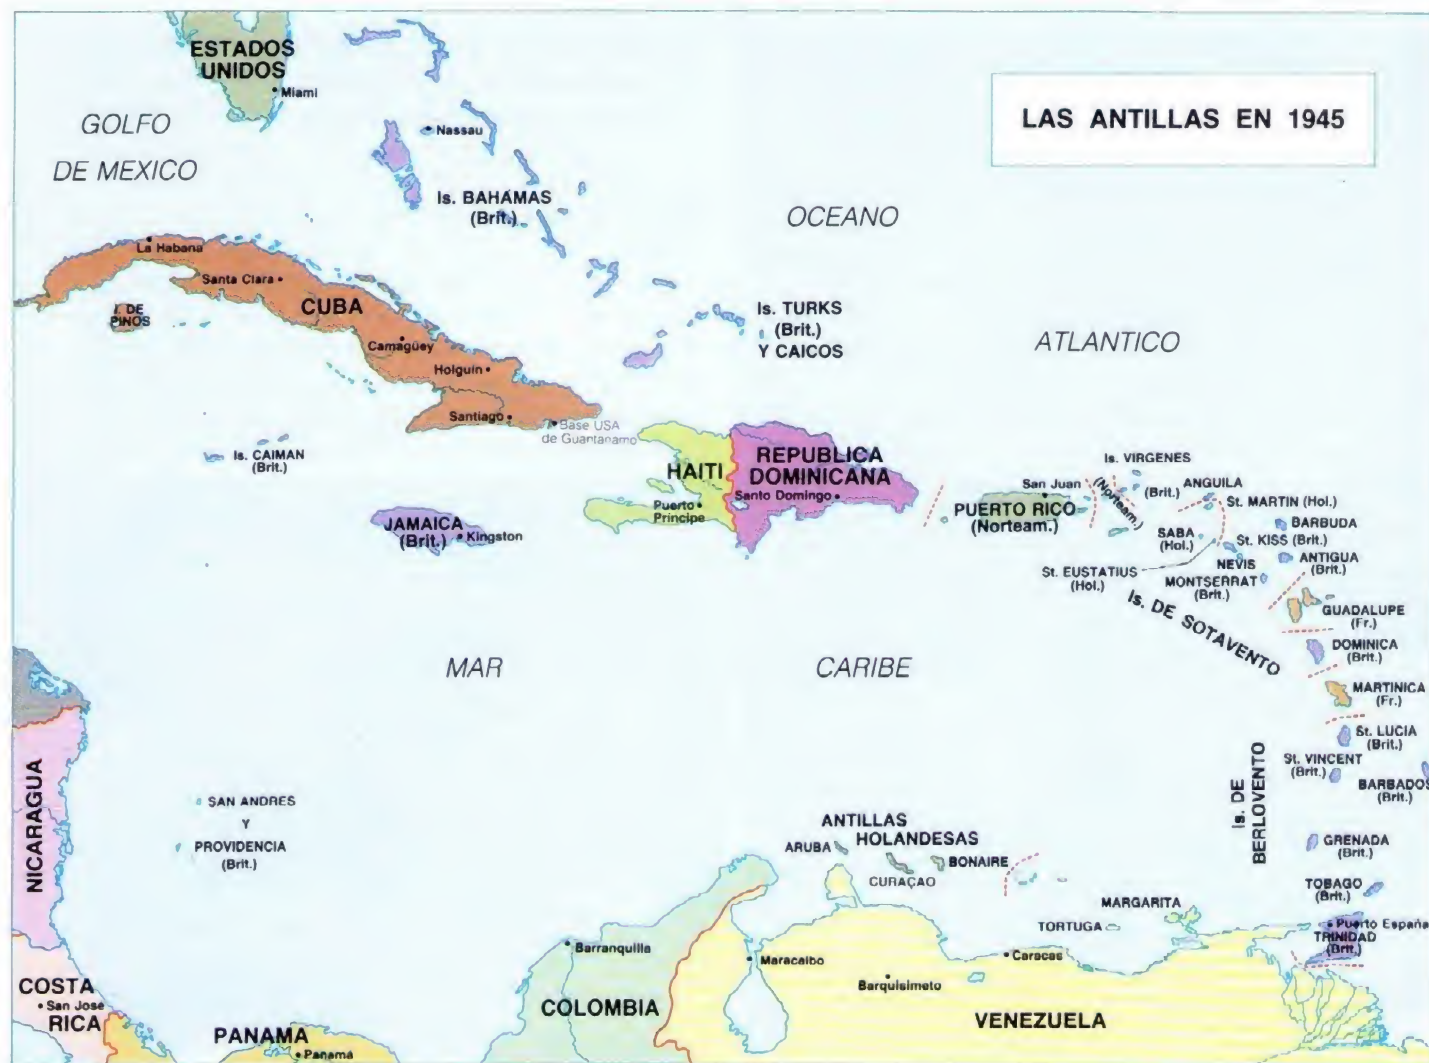 LAS ANTILLAS EN 1945
ESTADOS
UNIDOS
Miami
GOLFO
DE MEXICO
Nassau
Is. BAHAMAS
(Brit.)
OCEANO
ATLANTICO
La Habana
Santa Clara
CUBA
I. DE
PINOS
Camagüey
Holguín
Santiago
Base USA
de Guantanamo
Is. TURKS
(Brit.)
Y CAICOS
Is. CAIMAN
(Brit.)
JAMAICA
(Brit.)
Kingston
HAITI
Puerto
Príncipe
REPUBLICA
DOMINICANA
Santo Domingo
San Juan
PUERTO RICO
(Norteam.)
Is. VIRGENES
(Norteam.)
(Brit.)
ANGUILA
St. MARTIN (Hol.)
SABA
(Hol.)
BARBUDA
St. KISS (Brit.)
St. EUSTATIUS
(Hol.)
NEVIS
ANTIGUA
(Brit.)
MONTSERRAT
(Brit.)
Is. DE SOTAVENTO
GUADALUPE
(Fr.)
DOMINICA
(Brit.)
MARTINICA
(Fr.)
St. LUCIA
(Brit.)
St. VINCENT
(Brit.)
BARBADOS
(Brit.)
Is. DE
BERLOVENTO
GRENADA
(Brit.)
TOBAGO
(Brit.)
Puerto España
TRINIDAD
(Brit.)
MAR
CARIBE
NICARAGUA
SAN ANDRES
Y
PROVIDENCIA
(Brit.)
ANTILLAS
HOLANDESAS
ARUBA
CURAÇAO
BONAIRE
MARGARITA
TORTUGA
Barranquilla
Maracaibo
Caracas
Barquisimeto
COSTA
RICA
San Jose
PANAMA
Panamá
COLOMBIA
VENEZUELA